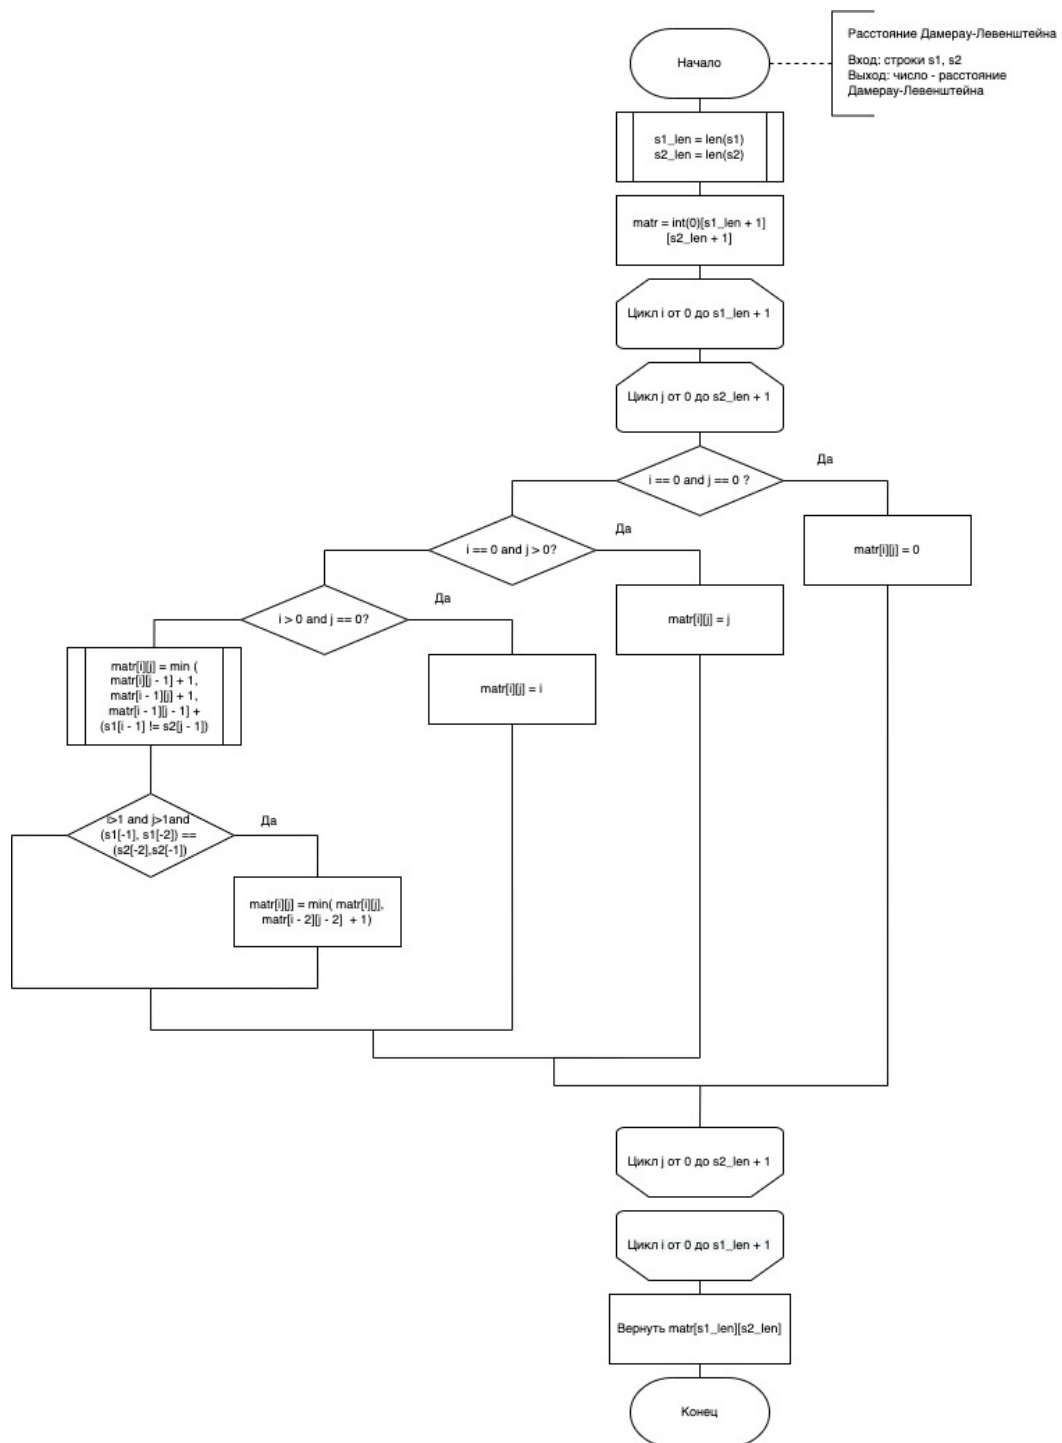 Расстояние Дамерау-Левенштейна
Вход: строки s1, s2
Выход: число - расстояние
Дамерау-Левенштейна
Начало
s1_len = len(s1)
s2_len = len(s2)
matr = int(0)[s1_len + 1]
[s2_len + 1]
Цикл i от 0 до s1_len + 1
Цикл j от 0 до s2_len + 1
i == 0 and j == 0 ?
Да
matr[i][j] = 0
i == 0 and j > 0?
Да
matr[i][j] = j
i > 0 and j == 0?
Да
matr[i][j] = i
matr[i][j] = min (
matr[i][j - 1] + 1,
matr[i - 1][j] + 1,
matr[i - 1][j - 1] +
(s1[i - 1] != s2[j - 1])
i>1 and j>1and
(s1[-1], s1[-2]) ==
(s2[-2],s2[-1])
Да
matr[i][j] = min( matr[i][j],
matr[i - 2][j - 2] + 1)
Цикл j от 0 до s2_len + 1
Цикл i от 0 до s1_len + 1
Вернуть matr[s1_len][s2_len]
Конец